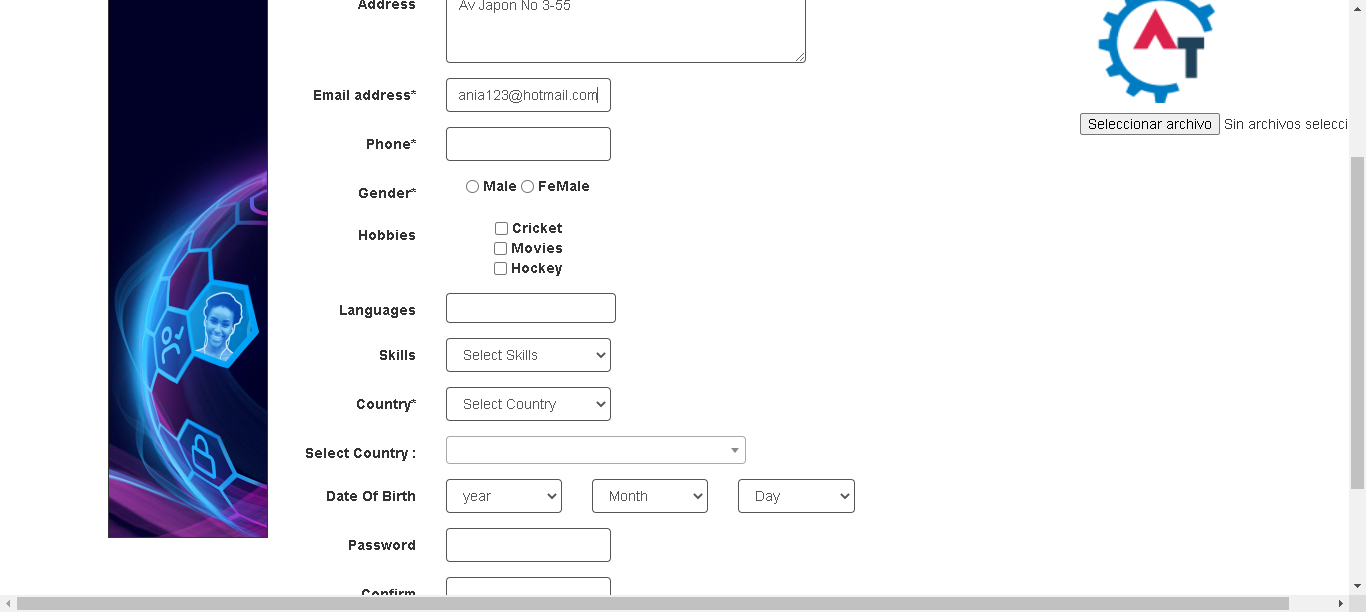 Address
Av Japon No 3-55
Email address*
ania123@hotmail.com
Phone*
Gender*
Male FeMale
Hobbies
Cricket
Movies
Hockey
Languages
Skills
Select Skills
Country*
Select Country
Select Country :
Date Of Birth
year Month Day
Password
Confirm
AT
Seleccionar archivo Sin archivos selecci